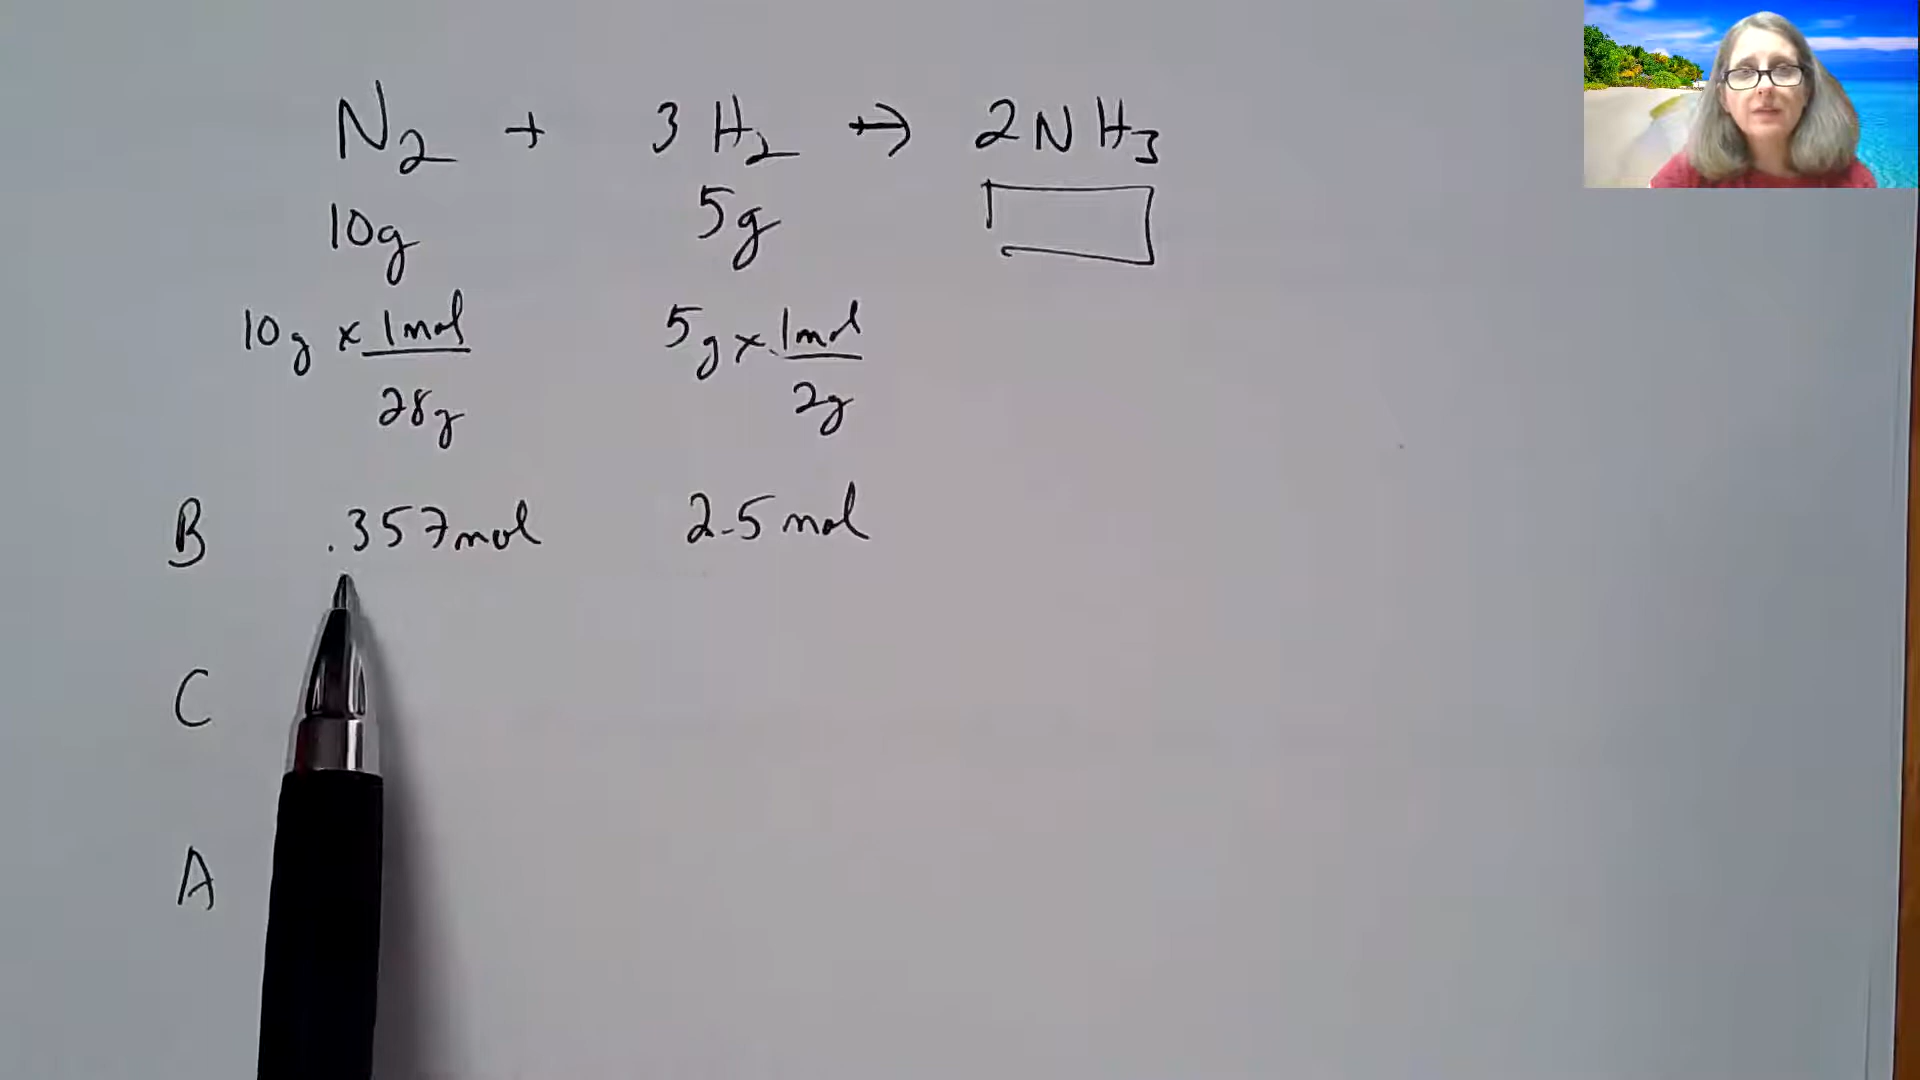 N₂ + 3 H₂ → 2NH₃
10g 5g
10g x 1mol 5g x 1mol
28g 2g
B .357mol 2.5 mol
C
A